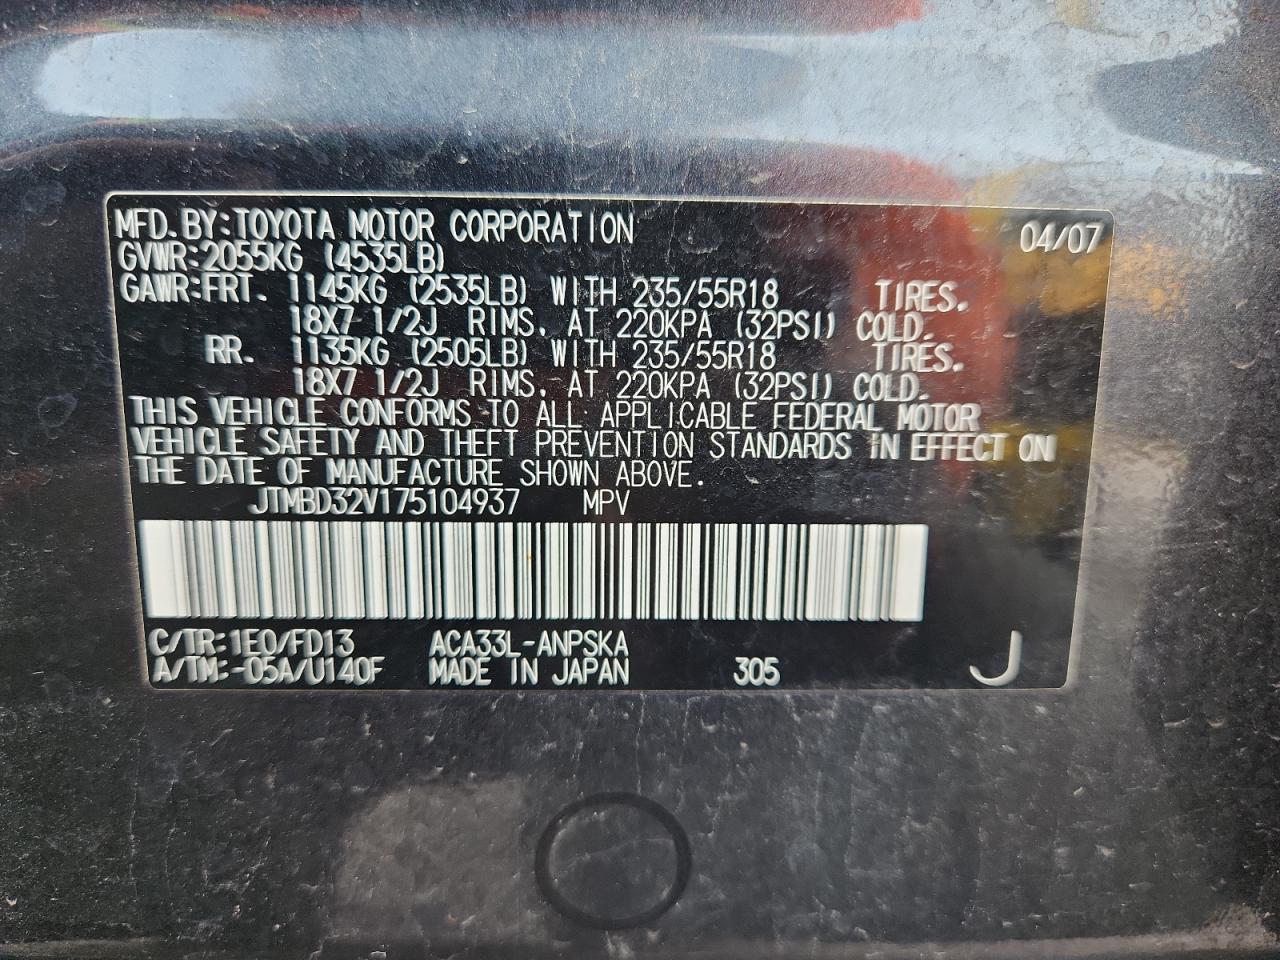 MFD.BY:TOYOTA MOTOR CORPORATION 04/07
GVWR:2055KG (4535LB)
GAWR:FRT. 1145KG (2535LB) WITH 235/55R18 TIRES.
18X7 1/2J RIMS, AT 220KPA (32PSI) COLD.
RR. 1135KG (2505LB) WITH 235/55R18 TIRES.
18X7 1/2J RIMS, AT 220KPA (32PSI) COLD.
THIS VEHICLE CONFORMS TO ALL APPLICABLE FEDERAL MOTOR
VEHICLE SAFETY AND THEFT PREVENTION STANDARDS IN EFFECT ON
THE DATE OF MANUFACTURE SHOWN ABOVE.
JTMBD32V175104937 MPV
C/TR:1E0/FD13 ACA33L-ANPSKA
A/TM:-05A/U140F MADE IN JAPAN 305 J